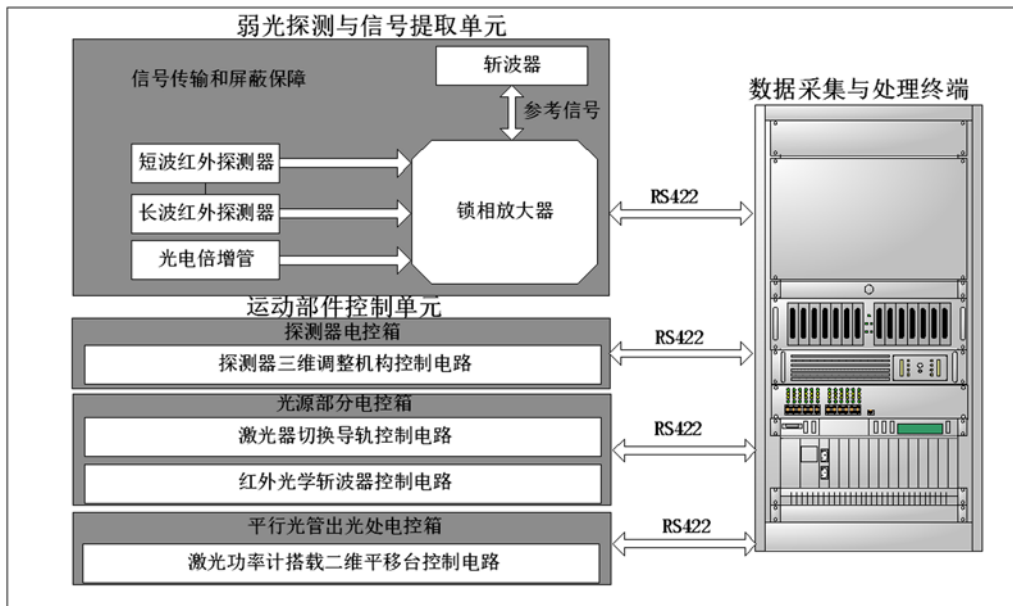 弱光探测与信号提取单元
信号传输和屏蔽保障
斩波器
参考信号
短波红外探测器
长波红外探测器
光电倍增管
锁相放大器
RS422
数据采集与处理终端
运动部件控制单元
探测器电控箱
探测器三维调整机构控制电路
RS422
光源部分电控箱
激光器切换导轨控制电路
红外光学斩波器控制电路
RS422
平行光管出光处电控箱
激光功率计搭载二维平移台控制电路
RS422